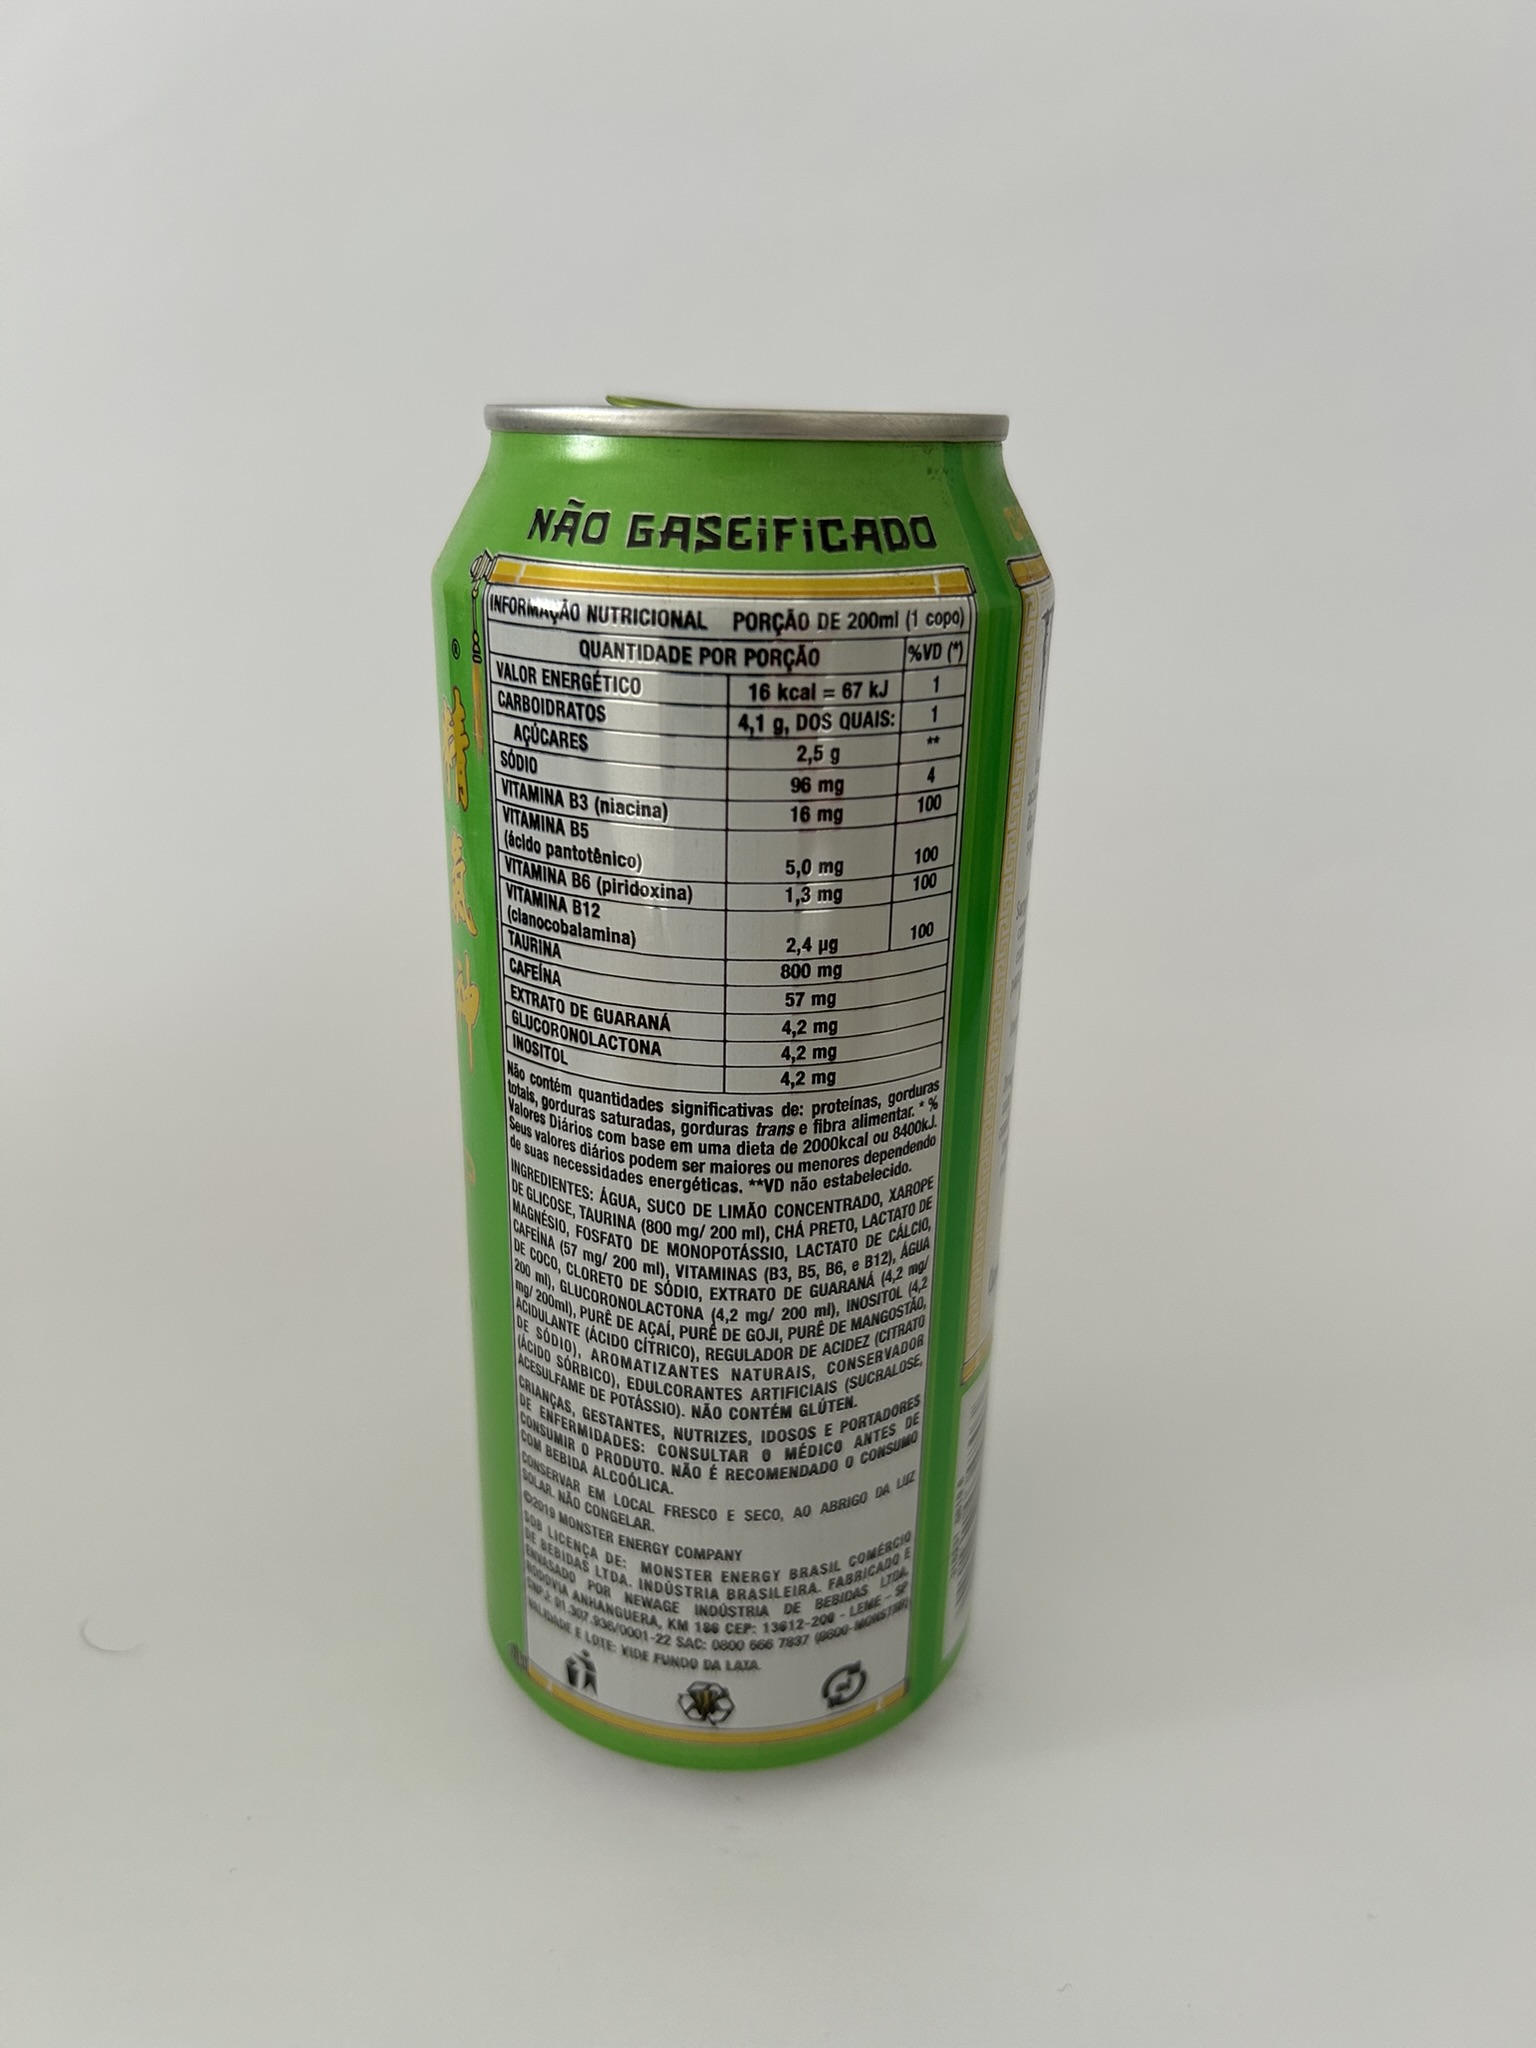 NÃO GASEIFICADO
INFORMAÇÃO NUTRICIONAL PORÇÃO DE 200ml (1 copo)
QUANTIDADE POR PORÇÃO %VD (*)
VALOR ENERGÉTICO 16 kcal = 67 kJ 1
CARBOIDRATOS 4,1 g, DOS QUAIS: 1
AÇÚCARES 2,5 g **
SÓDIO 96 mg 4
VITAMINA B3 (niacina) 16 mg 100
VITAMINA B5
(ácido pantotênico) 5,0 mg 100
VITAMINA B6 (piridoxina) 1,3 mg 100
VITAMINA B12
(cianocobalamina) 2,4 µg 100
TAURINA 800 mg
CAFEÍNA 57 mg
EXTRATO DE GUARANÁ 4,2 mg
GLUCORONOLACTONA 4,2 mg
INOSITOL 4,2 mg
Não contém quantidades significativas de: proteínas, gorduras
totais, gorduras saturadas, gorduras trans e fibra alimentar. * %
Valores Diários com base em uma dieta de 2000kcal ou 8400kJ.
Seus valores diários podem ser maiores ou menores dependendo
de suas necessidades energéticas. **VD não estabelecido.
INGREDIENTES: ÁGUA, SUCO DE LIMÃO CONCENTRADO, XAROPE
DE GLICOSE, TAURINA (800 mg/ 200 ml), CHÁ PRETO, LACTATO DE
MAGNÉSIO, FOSFATO DE MONOPOTÁSSIO, LACTATO DE CÁLCIO,
CAFEÍNA (57 mg/ 200 ml), VITAMINAS (B3, B5, B6, e B12), ÁGUA
DE COCO, CLORETO DE SÓDIO, EXTRATO DE GUARANÁ (4,2 mg/
200 ml), GLUCORONOLACTONA (4,2 mg/ 200 ml), INOSITOL (4,2
mg/ 200ml), PURÊ DE AÇAÍ, PURÊ DE GOJI, PURÊ DE MANGOSTÃO,
ACIDULANTE (ÁCIDO CÍTRICO), REGULADOR DE ACIDEZ (CITRATO
DE SÓDIO), AROMATIZANTES NATURAIS, CONSERVADOR
(ÁCIDO SÓRBICO), EDULCORANTES ARTIFICIAIS (SUCRALOSE,
ACESULFAME DE POTÁSSIO). NÃO CONTÉM GLÚTEN.
CRIANÇAS, GESTANTES, NUTRIZES, IDOSOS E PORTADORES
DE ENFERMIDADES: CONSULTAR O MÉDICO ANTES DE
CONSUMIR O PRODUTO. NÃO É RECOMENDADO O CONSUMO
COM BEBIDA ALCOÓLICA.
CONSERVAR EM LOCAL FRESCO E SECO, AO ABRIGO DA LUZ
SOLAR. NÃO CONGELAR.
©2019 MONSTER ENERGY COMPANY
SOB LICENÇA DE: MONSTER ENERGY BRASIL COMÉRCIO
DE BEBIDAS LTDA. INDÚSTRIA BRASILEIRA. FABRICADO E
ENVASADO POR NEWAGE INDÚSTRIA DE BEBIDAS LTDA.
RODOVIA ANHANGUERA, KM 186 CEP: 13612-200 - LEME - SP
CNPJ: 01.507.936/0001-22 SAC: 0800 666 7837 (0800-MONSTER)
VALIDADE E LOTE: VIDE FUNDO DA LATA.